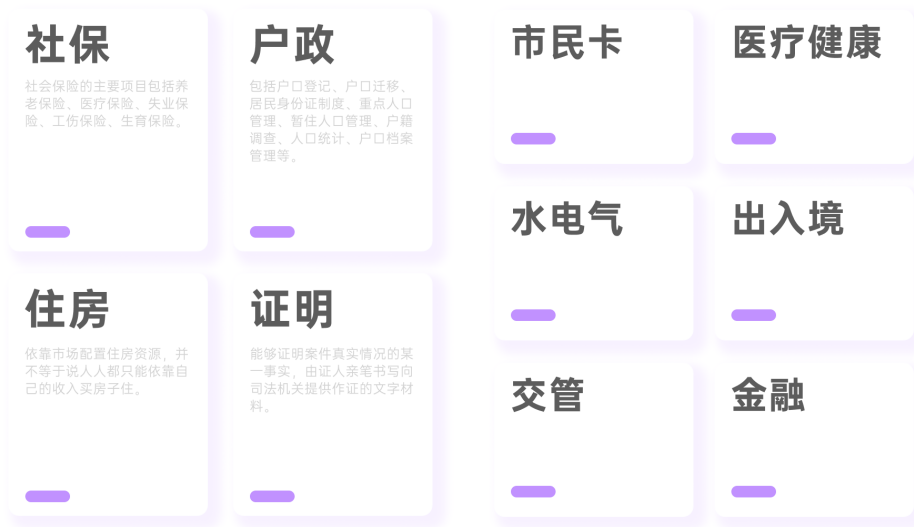 社保
社会保险的主要项目包括养
老保险、医疗保险、失业保
险、工伤保险、生育保险。
户政
包括户口登记、户口迁移、
居民身份证制度、重点人口
管理、暂住人口管理、户籍
调查、人口统计、户口档案
管理等。
市民卡
医疗健康
水电气
出入境
住房
依靠市场配置住房资源，并
不等于说人人都只能依靠自
己的收入买房子住。
证明
能够证明案件真实情况的某
一事实，由证人亲笔书写向
司法机关提供作证的文字材
料。
交管
金融